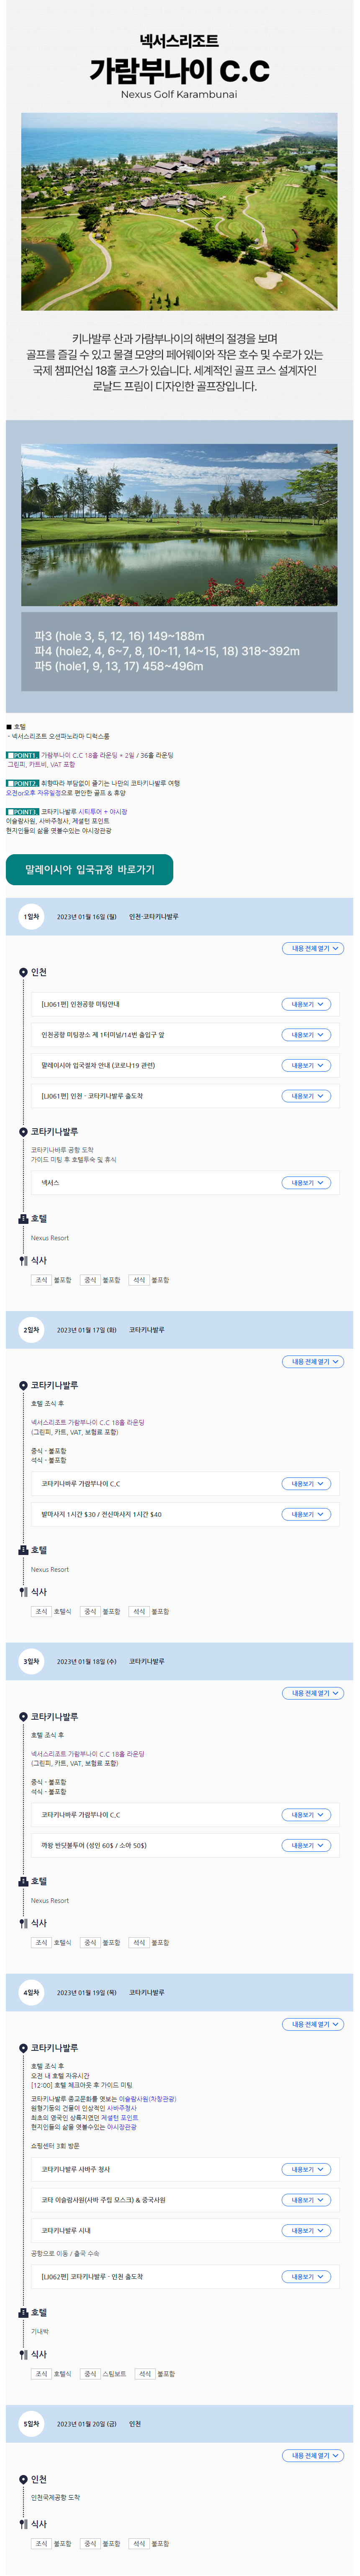 넥서스리조트
가람부나이 C.C
Nexus Golf Karambunai
키나발루 산과 가람부나이의 해변의 절경을 보며
골프를 즐길 수 있고 물결 모양의 페어웨이와 작은 호수 및 수로가 있는
국제 챔피언십 18홀 코스가 있습니다. 세계적인 골프 코스 설계자인
로날드 프림이 디자인한 골프장입니다.
파3 (hole 3, 5, 12, 16) 149~188m
파4 (hole2, 4, 6~7, 8, 10~11, 14~15, 18) 318~392m
파5 (hole1, 9, 13, 17) 458~496m
■ 호텔
- 넥서스리조트 오션파노라마 디럭스룸
POINT1. 가람부나이 C.C 18홀 라운딩 * 2일 / 36홀 라운딩
그린피, 카트비, VAT 포함
POINT2. 취향따라 부담없이 즐기는 나만의 코타키나발루 여행
오전or오후 자유일정으로 편안한 골프 & 휴양
POINT3. 코타키나발루 시티투어 + 야시장
이슬람사원, 사바주청사, 제셀턴 포인트
현지인들의 삶을 엿볼수있는 야시장관광
말레이시아 입국규정 바로가기
1일차 2023년 01월 16일 (월) 인천-코타키나발루
내용 전체 열기
인천
[LJ061편] 인천공항 미팅안내 내용보기
인천공항 미팅장소 제 1터미널/14번 출입구 앞 내용보기
말레이시아 입국절차 안내 (코로나19 관련) 내용보기
[LJ061편] 인천 - 코타키나발루 출도착 내용보기
코타키나발루
코타키나바루 공항 도착
가이드 미팅 후 호텔투숙 및 휴식
넥서스 내용보기
호텔
Nexus Resort
식사
조식 불포함 중식 불포함 석식 불포함
2일차 2023년 01월 17일 (화) 코타키나발루
내용 전체 열기
코타키나발루
호텔 조식 후
넥서스리조트 가람부나이 C.C 18홀 라운딩
(그린피, 카트, VAT, 보험료 포함)
중식 - 불포함
석식 - 불포함
코타키나바루 가람부나이 C.C 내용보기
발마사지 1시간 $30 / 전신마사지 1시간 $40 내용보기
호텔
Nexus Resort
식사
조식 호텔식 중식 불포함 석식 불포함
3일차 2023년 01월 18일 (수) 코타키나발루
내용 전체 열기
코타키나발루
호텔 조식 후
넥서스리조트 가람부나이 C.C 18홀 라운딩
(그린피, 카트, VAT, 보험료 포함)
중식 - 불포함
석식 - 불포함
코타키나바루 가람부나이 C.C 내용보기
까왕 반딧불투어 (성인 60$ / 소아 50$) 내용보기
호텔
Nexus Resort
식사
조식 호텔식 중식 불포함 석식 불포함
4일차 2023년 01월 19일 (목) 코타키나발루
내용 전체 열기
코타키나발루
호텔 조식 후
오전 내 호텔 자유시간
[12:00] 호텔 체크아웃 후 가이드 미팅
코타키나발루 종교문화를 엿보는 이슬람사원(차창관광)
원형기둥의 건물이 인상적인 사바주청사
최초의 영국인 상륙지였던 제셀턴 포인트
현지인들의 삶을 엿볼수있는 야시장관광
쇼핑센터 3회 방문
코타키나발루 사바주 청사 내용보기
코타 이슬람사원(사바 주립 모스크) & 중국사원 내용보기
코타키나발루 시내 내용보기
공항으로 이동 / 출국 수속
[LJ062편] 코타키나발루 - 인천 출도착 내용보기
호텔
기내박
식사
조식 호텔식 중식 스팀보트 석식 불포함
5일차 2023년 01월 20일 (금) 인천
내용 전체 열기
인천
인천국제공항 도착
식사
조식 불포함 중식 불포함 석식 불포함